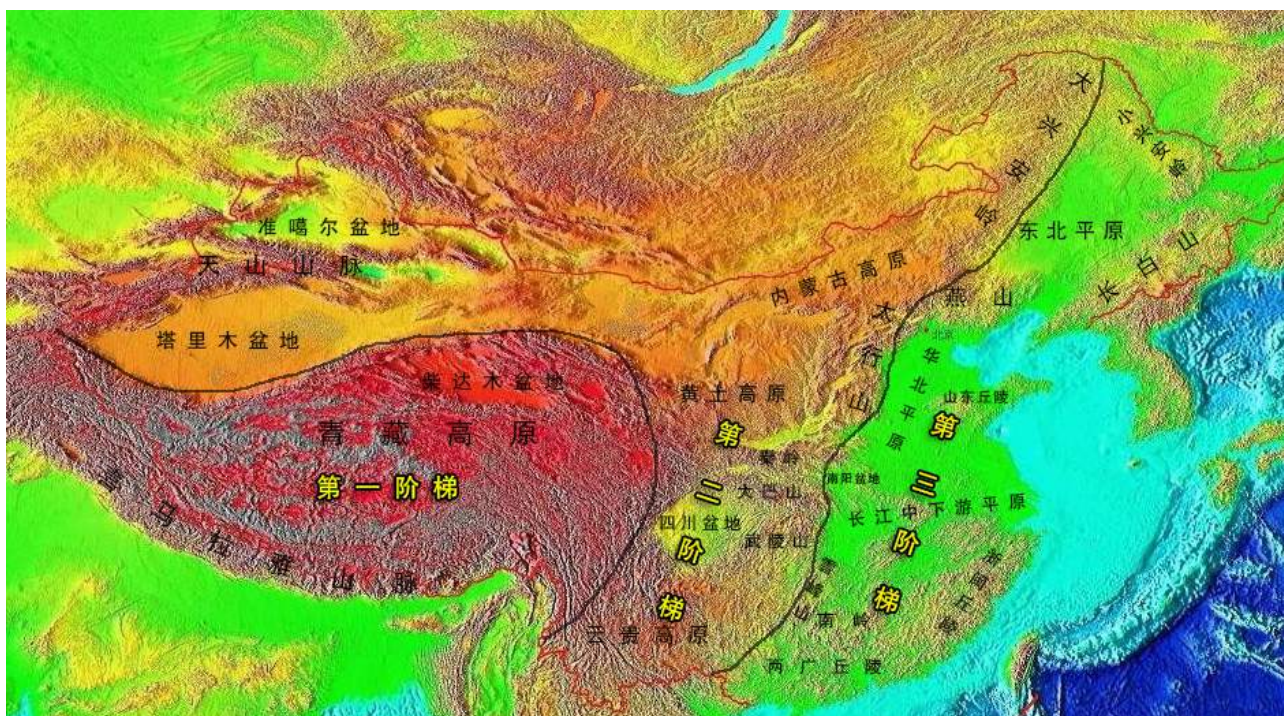 大兴安岭
小兴安岭
准噶尔盆地
天山山脉
东北平原
长白山
内蒙古高原
燕山
太行山
北京
塔里木盆地
华北平原
柴达木盆地
黄土高原
山东丘陵
青藏高原
第一阶梯
第二阶梯
第三阶梯
秦岭
大巴山
南阳盆地
四川盆地
长江中下游平原
武陵山
喜马拉雅山脉
雪峰山
东南丘陵
云贵高原
南岭
两广丘陵